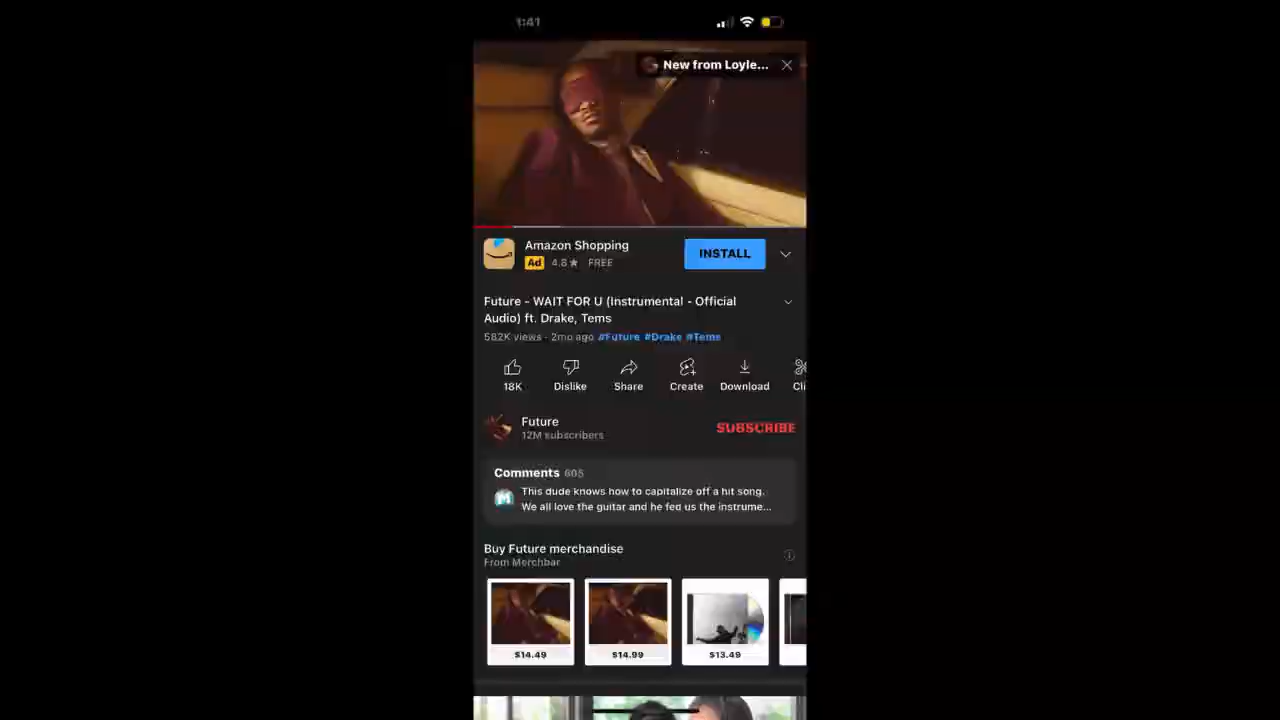 1:41
New from Loyle...
Amazon Shopping
INSTALL
Ad 4.8★ FREE
Future - WAIT FOR U (Instrumental - Official
Audio) ft. Drake, Tems
582K views · 2mo ago #Future #Drake #Tems
18K Dislike Share Create Download Cli
Future
SUBSCRIBE
12M subscribers
Comments 605
This dude knows how to capitalize off a hit song.
We all love the guitar and he fed us the instrume...
Buy Future merchandise
From Merchbar
$14.49 $14.99 $13.49